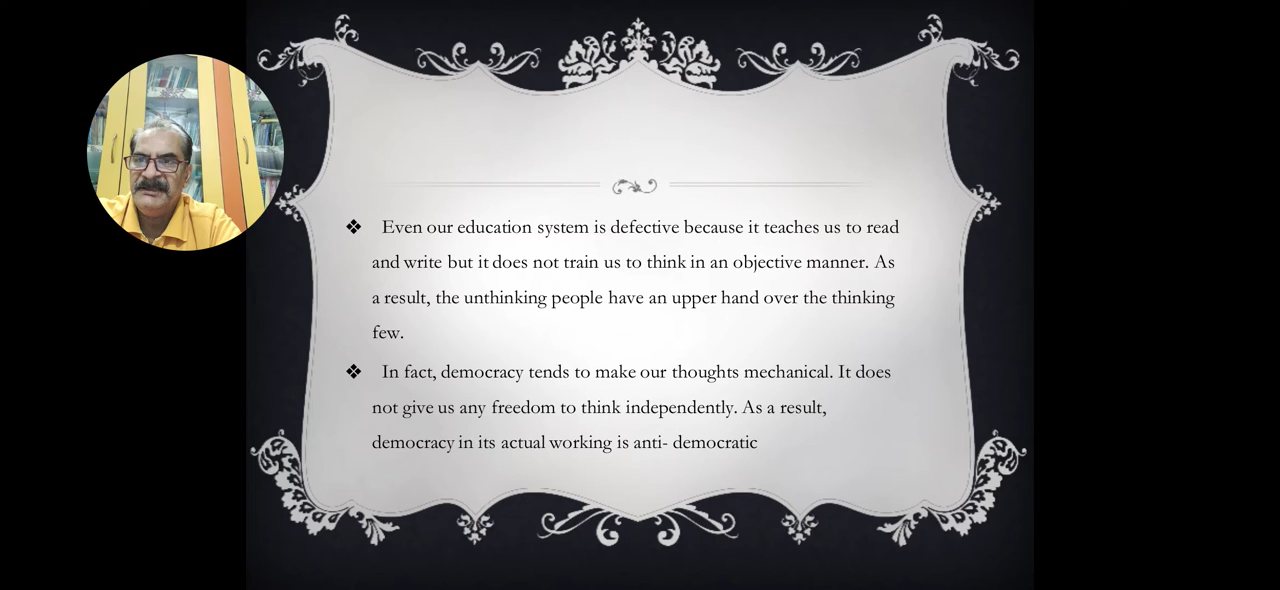 ❖ Even our education system is defective because it teaches us to read
and write but it does not train us to think in an objective manner. As
a result, the unthinking people have an upper hand over the thinking
few.
❖ In fact, democracy tends to make our thoughts mechanical. It does
not give us any freedom to think independently. As a result,
democracy in its actual working is anti- democratic